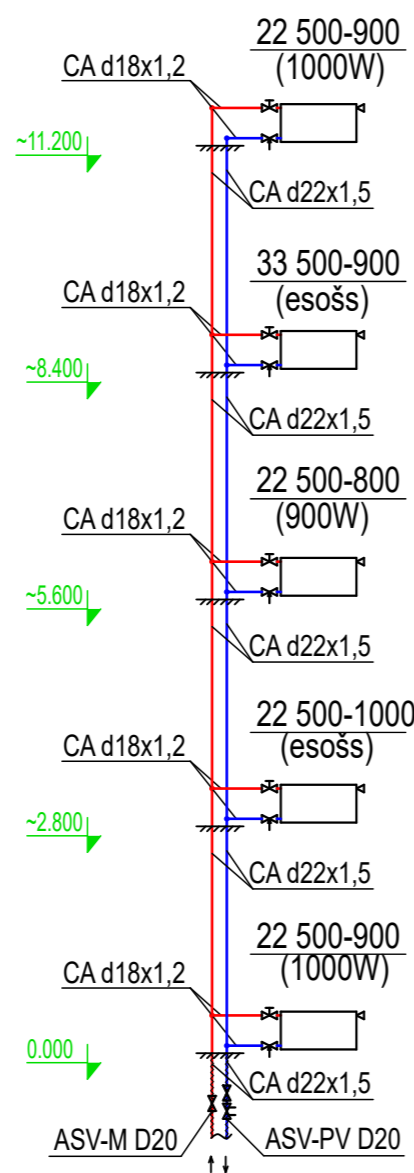 22 500-900
(1000W)
CA d18x1,2
~11.200
CA d22x1,5
33 500-900
(esošs)
CA d18x1,2
~8.400
CA d22x1,5
22 500-800
(900W)
CA d18x1,2
~5.600
CA d22x1,5
22 500-1000
(esošs)
CA d18x1,2
~2.800
CA d22x1,5
22 500-900
(1000W)
CA d18x1,2
0.000
CA d22x1,5
ASV-M D20
ASV-PV D20